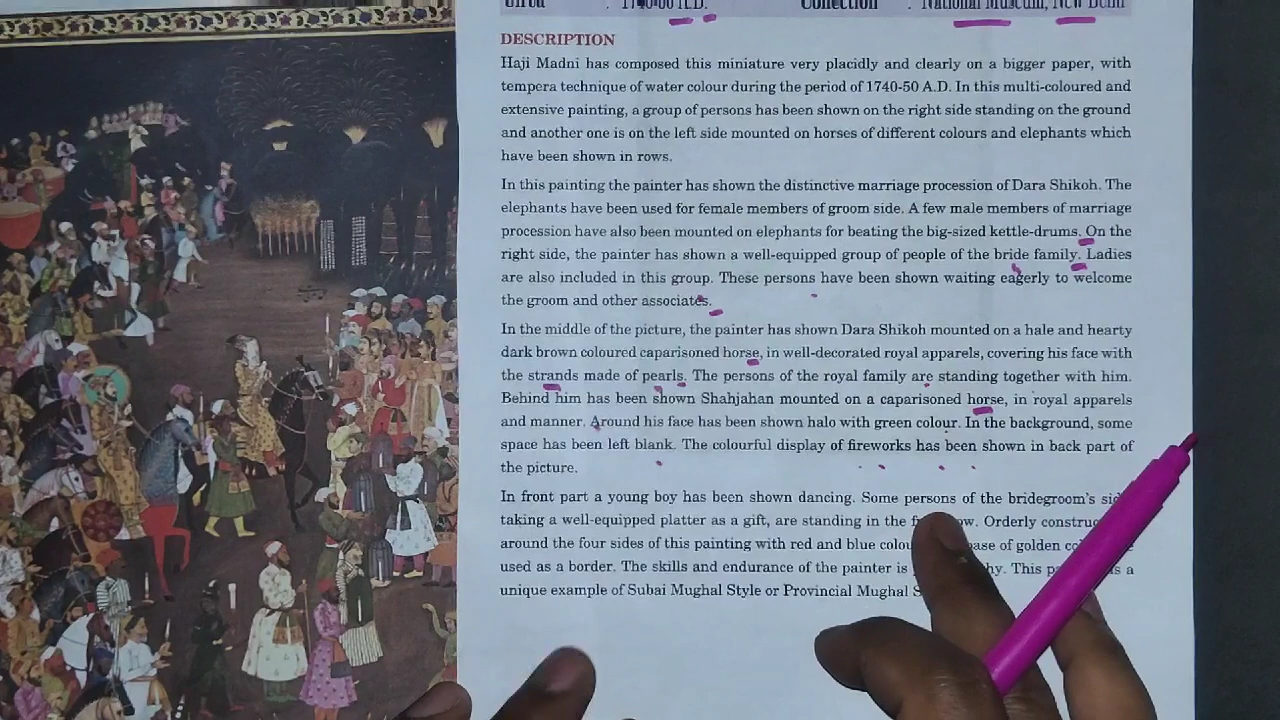 : 1740-50 A.D. Collection : National Museum, New Delhi
DESCRIPTION
Haji Madni has composed this miniature very placidly and clearly on a bigger paper, with
tempera technique of water colour during the period of 1740-50 A.D. In this multi-coloured and
extensive painting, a group of persons has been shown on the right side standing on the ground
and another one is on the left side mounted on horses of different colours and elephants which
have been shown in rows.
In this painting the painter has shown the distinctive marriage procession of Dara Shikoh. The
elephants have been used for female members of groom side. A few male members of marriage
procession have also been mounted on elephants for beating the big-sized kettle-drums. On the
right side, the painter has shown a well-equipped group of people of the bride family. Ladies
are also included in this group. These persons have been shown waiting eagerly to welcome
the groom and other associates.
In the middle of the picture, the painter has shown Dara Shikoh mounted on a hale and hearty
dark brown coloured caparisoned horse, in well-decorated royal apparels, covering his face with
the strands made of pearls. The persons of the royal family are standing together with him.
Behind him has been shown Shahjahan mounted on a caparisoned horse, in royal apparels
and manner. Around his face has been shown halo with green colour. In the background, some
space has been left blank. The colourful display of fireworks has been shown in back part of
the picture.
In front part a young boy has been shown dancing. Some persons of the bridegroom's
taking a well-equipped platter as a gift, are standing in the Orderly
around the four sides of this painting with red and blue of golden
used as a border. The skills and endurance of the painter is This a
unique example of Subai Mughal Style or Provincial Mughal